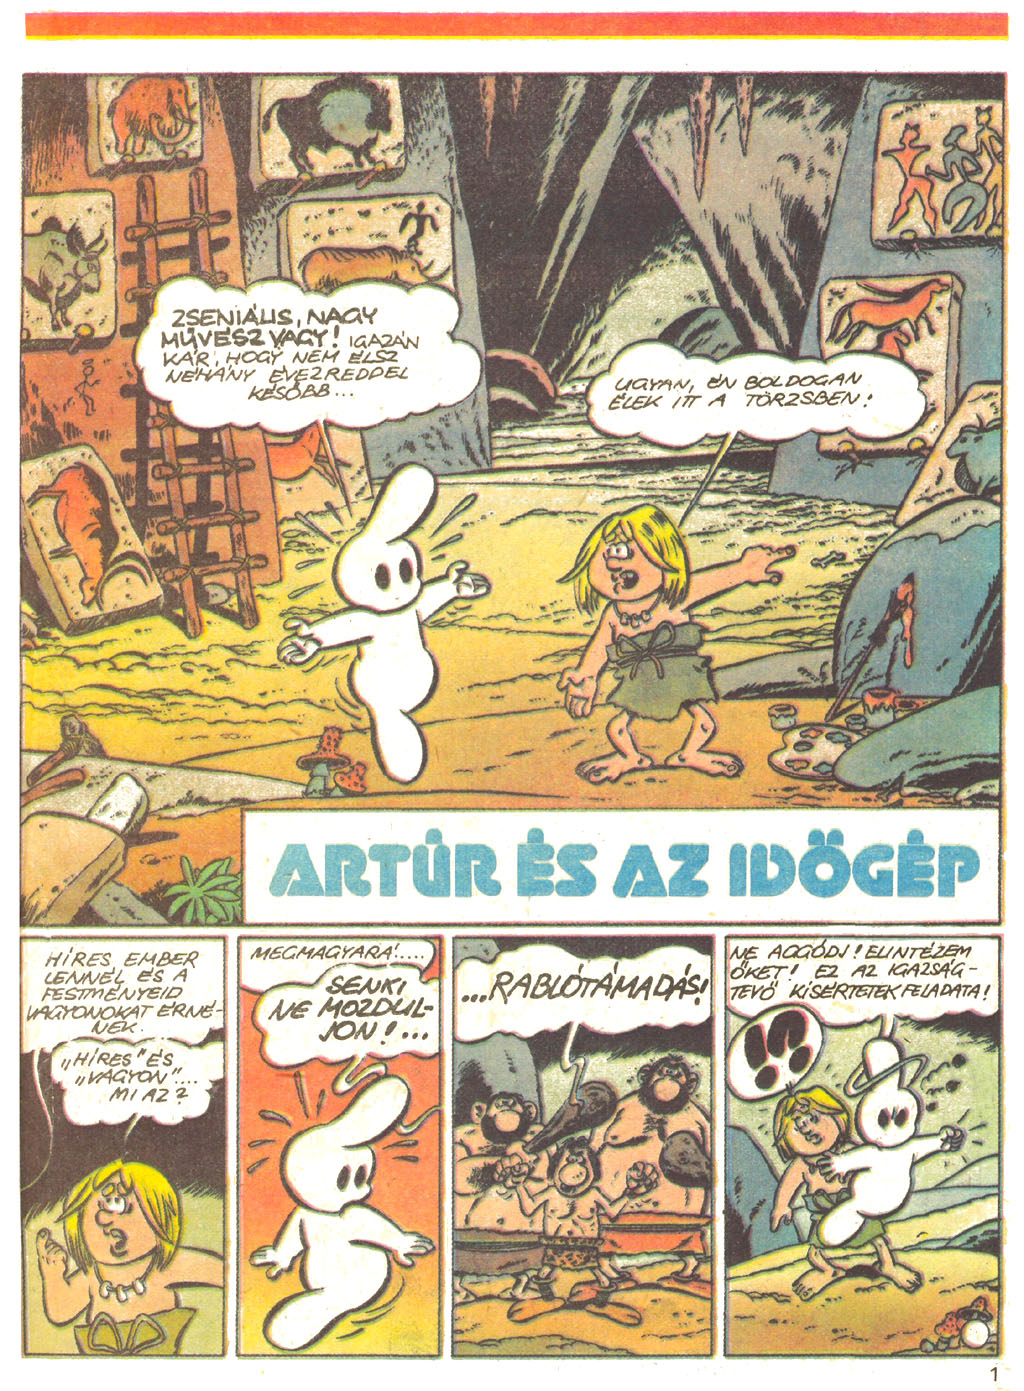 ZSENIÁLIS, NAGY
MŰVÉSZ VAGY! IGAZÁN
KÁR, HOGY NEM ÉLSZ
NÉHÁNY ÉVEZREDDEL
KÉSŐBB...
UGYAN, ÉN BOLDOGAN
ÉLEK ITT A TÖRZSBEN!
ARTÚR ÉS AZ IDŐGÉP
HÍRES EMBER
LENNÉL ÉS A
FESTMÉNYEID
VAGYONOKAT ÉRNÉ-
NEK.
„HÍRES" ÉS
„VAGYON"....
MI AZ?
MEGMAGYARÁ!....
SENKI
NE MOZDUL-
JON!...
...RABLÓTÁMADÁS!
NE AGGÓDJ! ELINTÉZEM
ŐKET! EZ AZ IGAZSÁG-
TEVŐ KISÉRTETEK FELADATA!
1